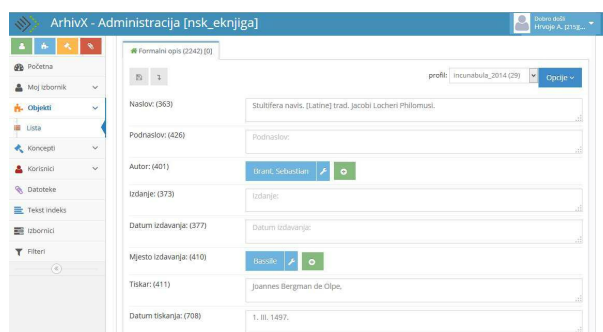 ArhivX - Administracija [nsk_eknjiga]
Dobro došli
Hrvoje A.
Početna
Moj izbornik
Objekti
Lista
Koncepti
Korisnici
Datoteke
Tekst indeks
Izbornici
Filteri
Formalni opis (2242) [0]
profil: incunabula_2014 (29)
Opcije
Naslov: (363)
Stultifera navis. [Latine] trad. Jacobi Locheri Philomusi.
Podnaslov: (426)
Podnaslov:
Autor: (401)
Brant, Sebastian
Izdanje: (373)
Izdanje:
Datum izdavanja: (377)
Datum izdavanja:
Mjesto izdavanja: (410)
Bassile
Tiskar: (411)
Joannes Bergman de Olpe,
Datum tiskanja: (708)
1. III. 1497.